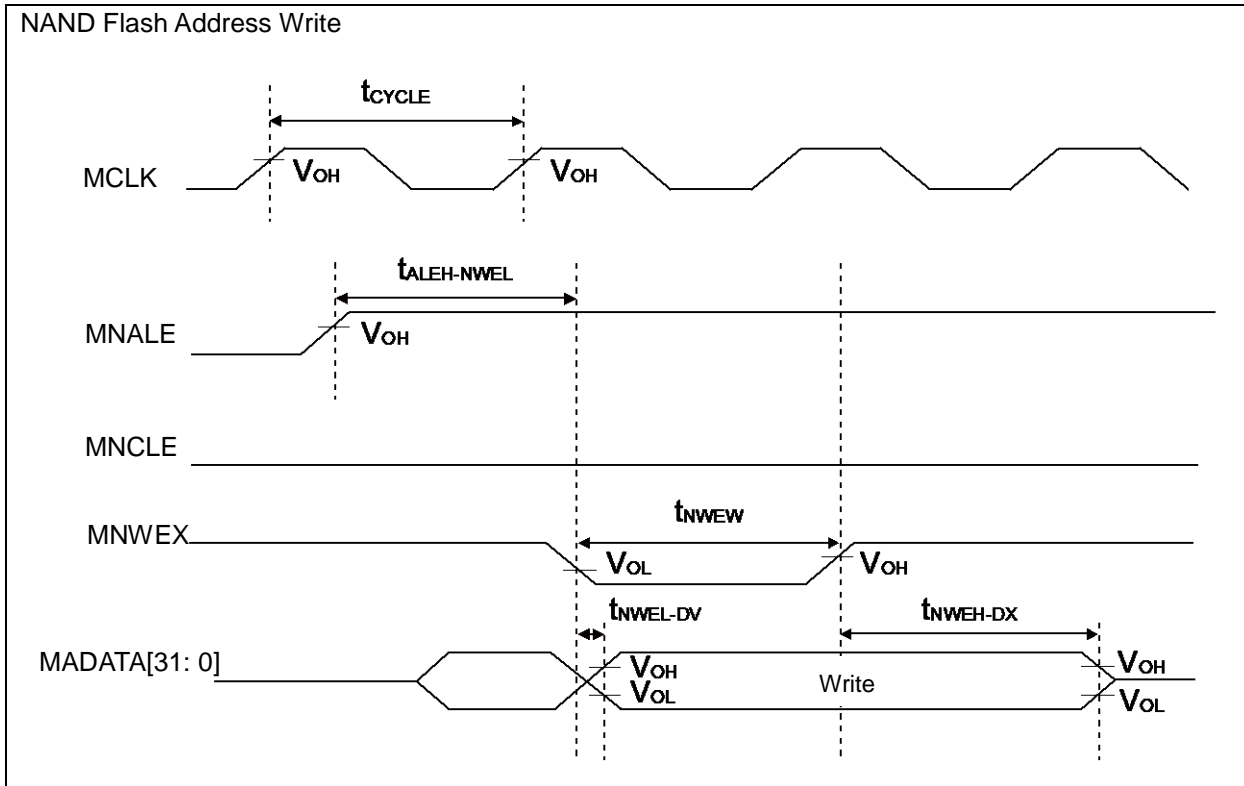 NAND Flash Address Write
tCYCLE
MCLK
VOH
VOH
tALEH-NWEL
MNALE
VOH
MNCLE
tNWEW
MNWEX
VOL
VOH
tNWEL-DV
tNWEH-DX
MADATA[31: 0]
VOH
Write
VOH
VOL
VOL